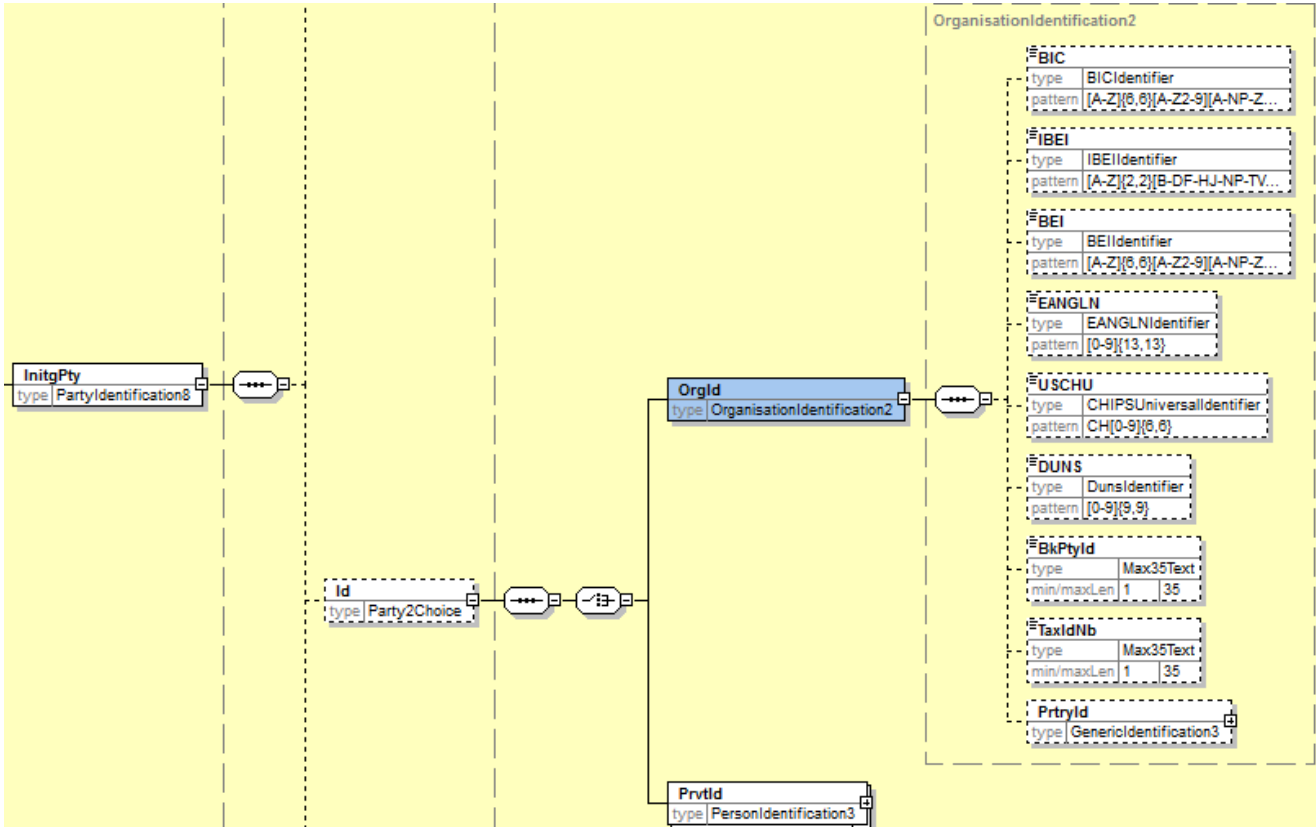 OrganisationIdentification2
BIC
type BICIdentifier
pattern [A-Z]{6,6}[A-Z2-9][A-NP-Z...
IBEI
type IBEIIdentifier
pattern [A-Z]{2,2}[B-DF-HJ-NP-TV...
BEI
type BEIIdentifier
pattern [A-Z]{6,6}[A-Z2-9][A-NP-Z...
EANGLN
type EANGLNIdentifier
pattern [0-9]{13,13}
InitgPty
type PartyIdentification8
OrgId
type OrganisationIdentification2
USCHU
type CHIPSUniversalIdentifier
pattern CH[0-9]{6,6}
DUNS
type DunsIdentifier
pattern [0-9]{9,9}
BkPtyId
type Max35Text
min/maxLen 1 35
Id
type Party2Choice
TaxIdNb
type Max35Text
min/maxLen 1 35
PrtryId
type GenericIdentification3
PrvtId
type PersonIdentification3